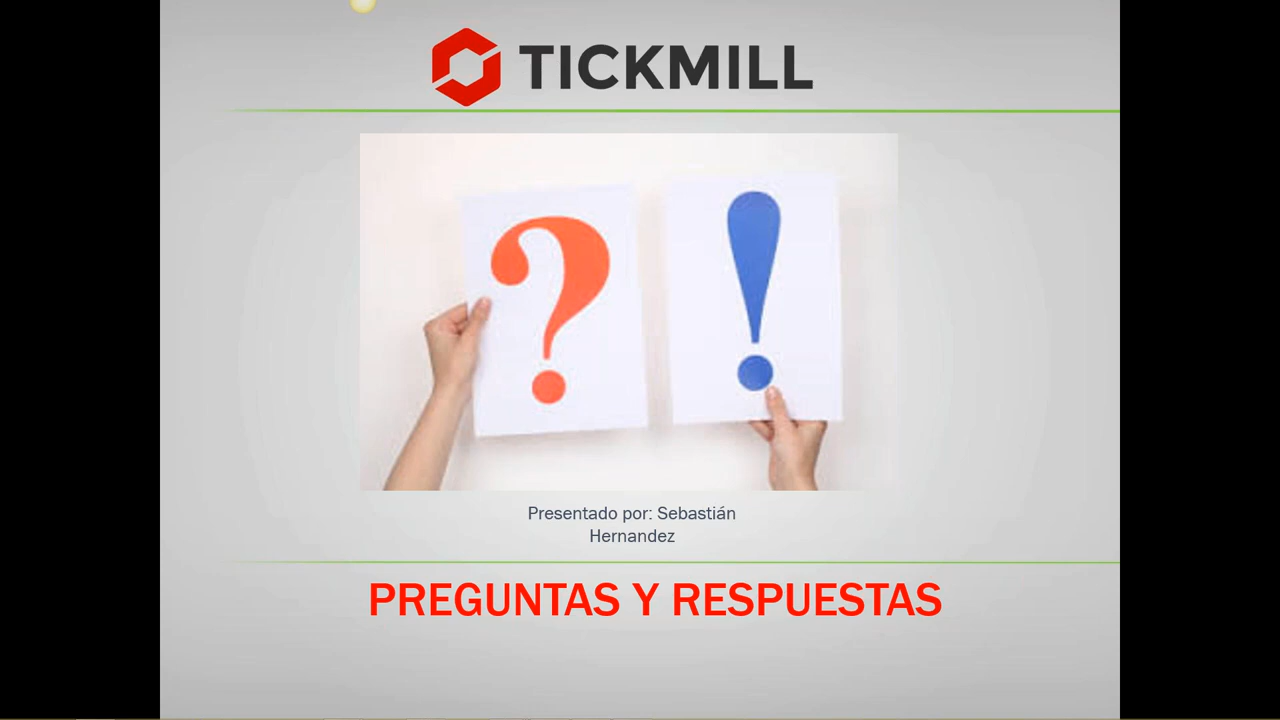 TICKMILL
? !
Presentado por: Sebastián
Hernandez
PREGUNTAS Y RESPUESTAS